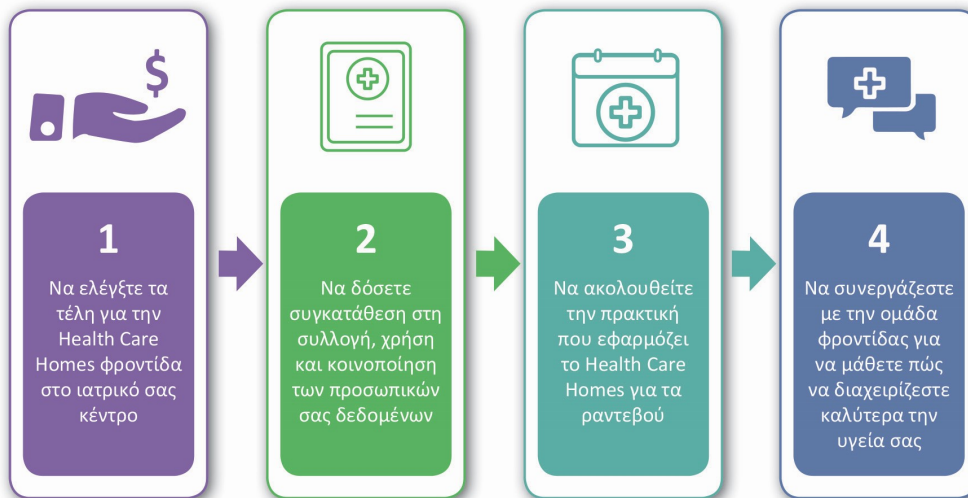 $
1
Να ελέγξτε τα
τέλη για την
Health Care
Homes φροντίδα
στο ιατρικό σας
κέντρο
2
Να δόσετε
συγκατάθεση στη
συλλογή, χρήση
και κοινοποίηση
των προσωπικών
σας δεδομένων
3
Να ακολουθείτε
την πρακτική
που εφαρμόζει
το Health Care
Homes για τα
ραντεβού
4
Να συνεργάζεστε
με την ομάδα
φροντίδας για
να μάθετε πώς
να διαχειρίζεστε
καλύτερα την
υγεία σας